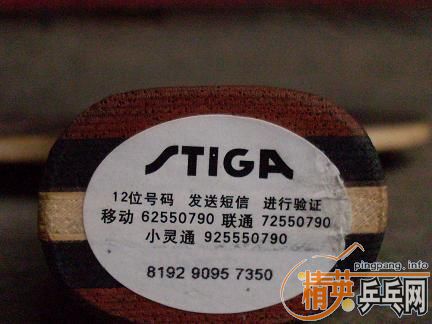 STIGA
12位号码 发送短信 进行验证
移动 62550790 联通 72550790
小灵通 925550790
8192 9095 7350
pingpang.info
精英乒乓网